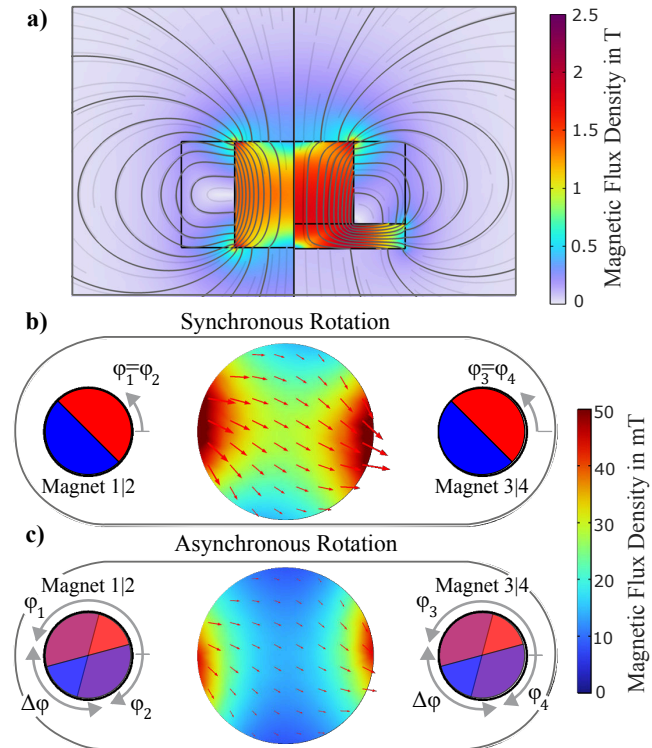 a)
2.5
2
1.5
1
0.5
0
Magnetic Flux Density in T
b)
Synchronous Rotation
φ1=φ2
φ3=φ4
Magnet 1|2
Magnet 3|4
c)
Asynchronous Rotation
Magnet 1|2
Magnet 3|4
φ1
φ3
Δφ
φ2
Δφ
φ4
50
40
30
20
10
0
Magnetic Flux Density in mT